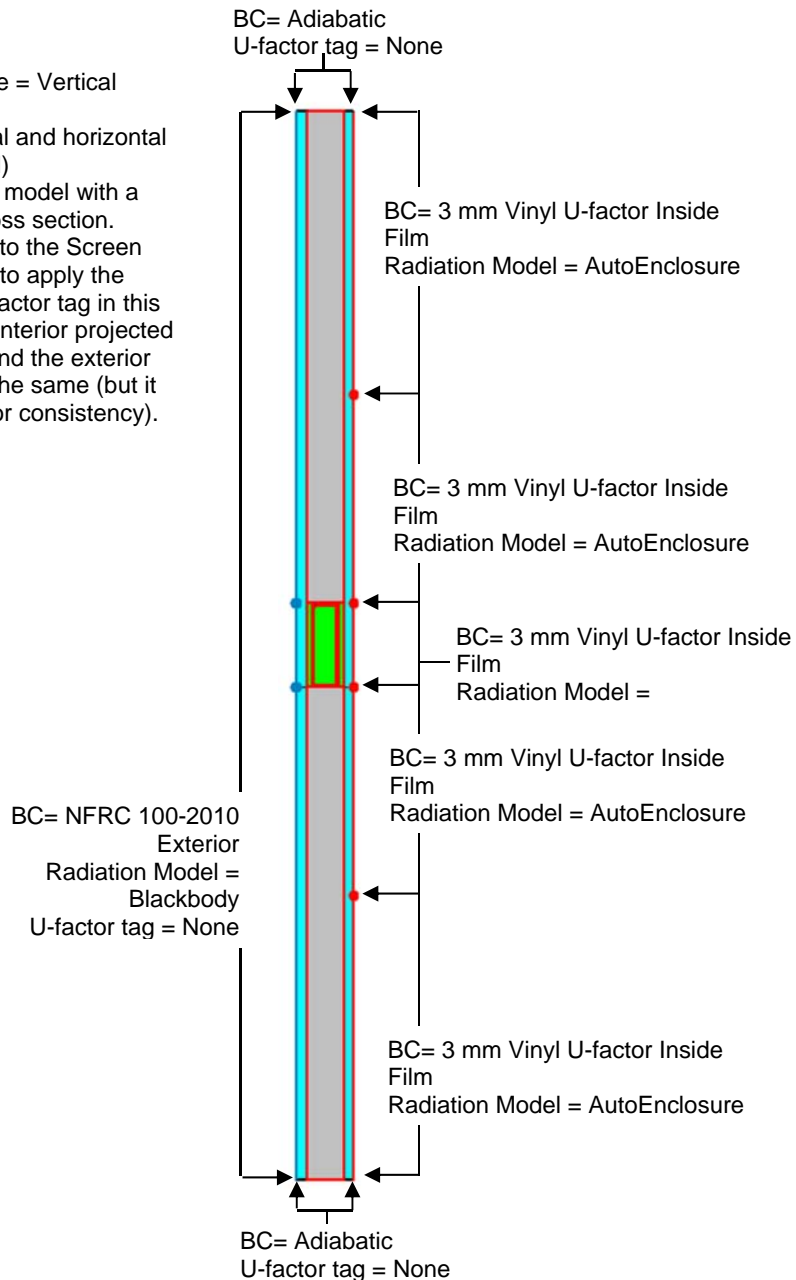 BC= Adiabatic
U-factor tag = None
e = Vertical
al and horizontal
)
model with a
oss section.
to the Screen
to apply the
actor tag in this
nterior projected
nd the exterior
he same (but it
or consistency).
BC= 3 mm Vinyl U-factor Inside
Film
Radiation Model = AutoEnclosure
BC= 3 mm Vinyl U-factor Inside
Film
Radiation Model = AutoEnclosure
BC= 3 mm Vinyl U-factor Inside
Film
Radiation Model =
BC= 3 mm Vinyl U-factor Inside
Film
Radiation Model = AutoEnclosure
BC= NFRC 100-2010
Exterior
Radiation Model =
Blackbody
U-factor tag = None
BC= 3 mm Vinyl U-factor Inside
Film
Radiation Model = AutoEnclosure
BC= Adiabatic
U-factor tag = None